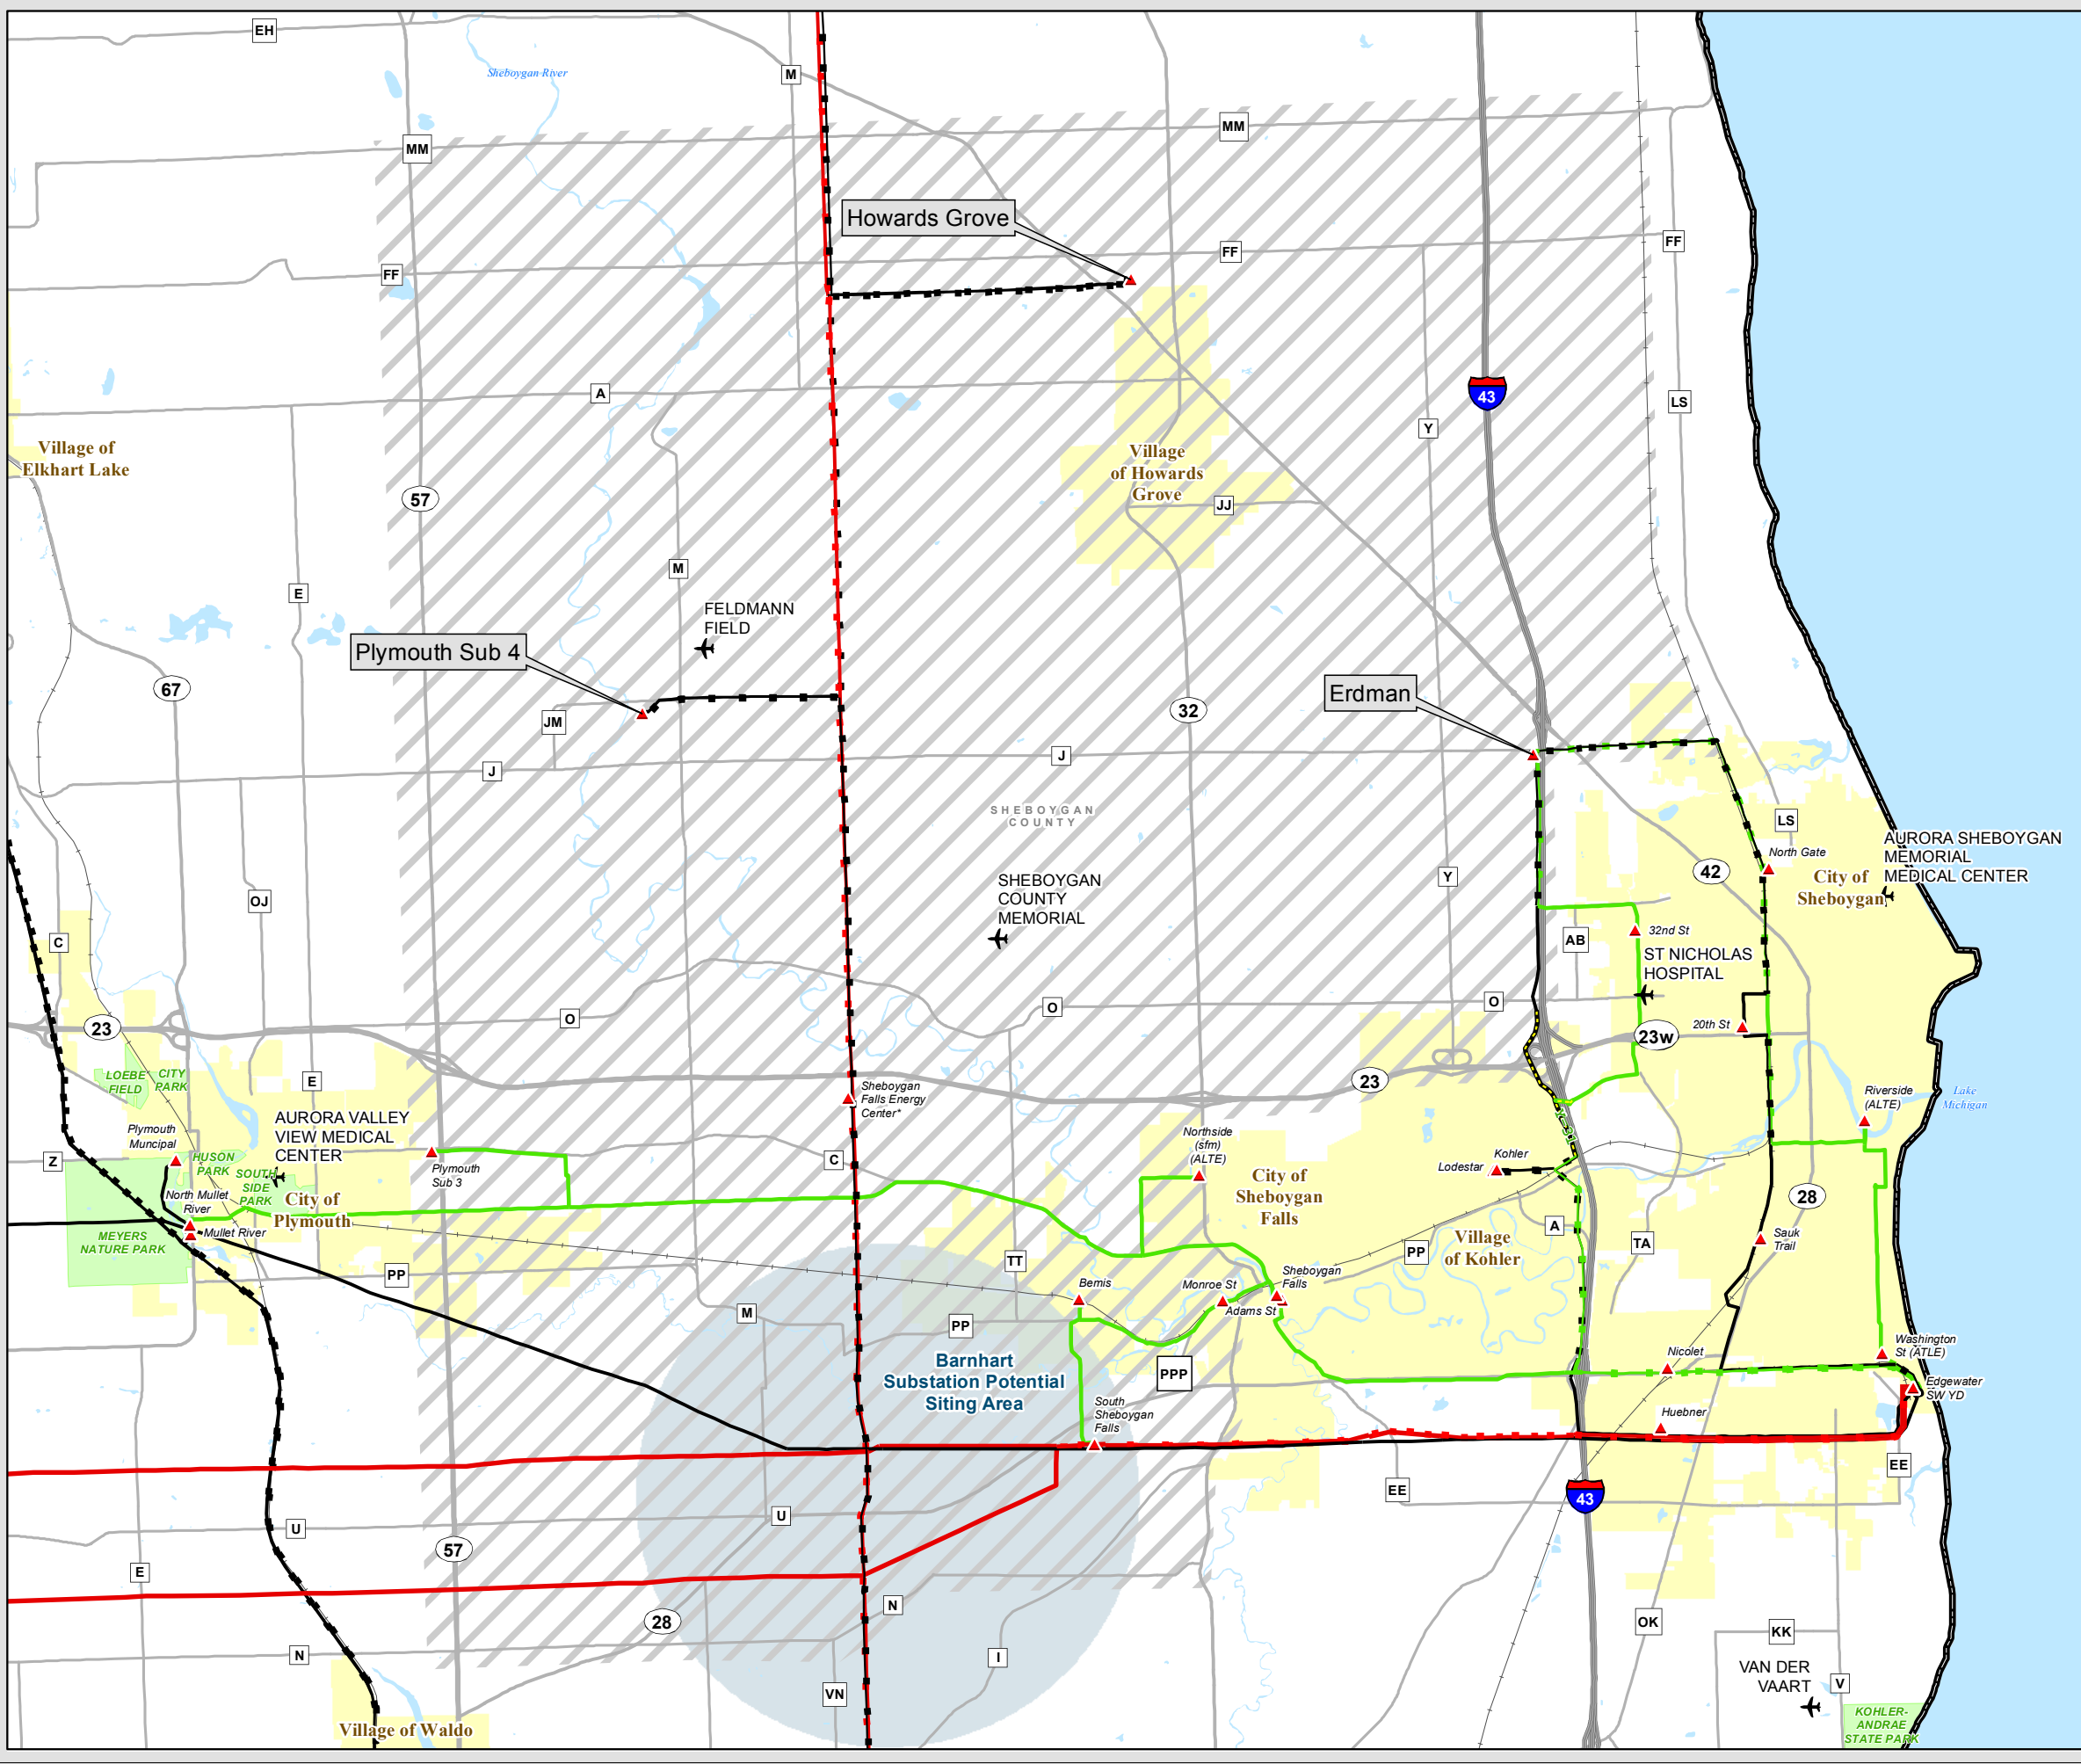 EH
Sheboygan River
M
MM
MM
Howards Grove
FF
FF
FF
A
43
LS
Y
Village of
Elkhart Lake
Village
of Howards
Grove
57
JJ
M
E
FELDMANN
FIELD
Plymouth Sub 4
67
Erdman
32
JM
J
J
SHEBOYGAN
COUNTY
LS
AURORA SHEBOYGAN
MEMORIAL
MEDICAL CENTER
North Gate
42
City of
Sheboygan
SHEBOYGAN
COUNTY
MEMORIAL
Y
OJ
C
32nd St
AB
ST NICHOLAS
HOSPITAL
O
O
O
23
20th St
23w
LOEBE
FIELD
CITY
PARK
E
23
Sheboygan
Falls Energy
Center*
Riverside
(ALTE)
Lake
Michigan
AURORA VALLEY
VIEW MEDICAL
CENTER
Plymouth
Muncipal
Y-31
Northside
(sfm)
(ALTE)
Z
HUSON
PARK
SOUTH
SIDE
PARK
Plymouth
Sub 3
C
Kohler
Lodestar
City of
Sheboygan
Falls
North Mullet
River
City of
Plymouth
28
Mullet River
MEYERS
NATURE PARK
A
Village
of Kohler
TA
Sauk
Trail
PP
PP
TT
Bemis
Monroe St
Sheboygan
Falls
Adams St
M
PP
Barnhart
Substation Potential
Siting Area
PPP
Nicolet
Washington
St (ATLE)
Edgewater
SW YD
South
Sheboygan
Falls
Huebner
EE
EE
43
U
U
57
E
N
28
OK
KK
N
I
VAN DER
VAART
V
VN
KOHLER-
ANDRAE
STATE PARK
Village of Waldo